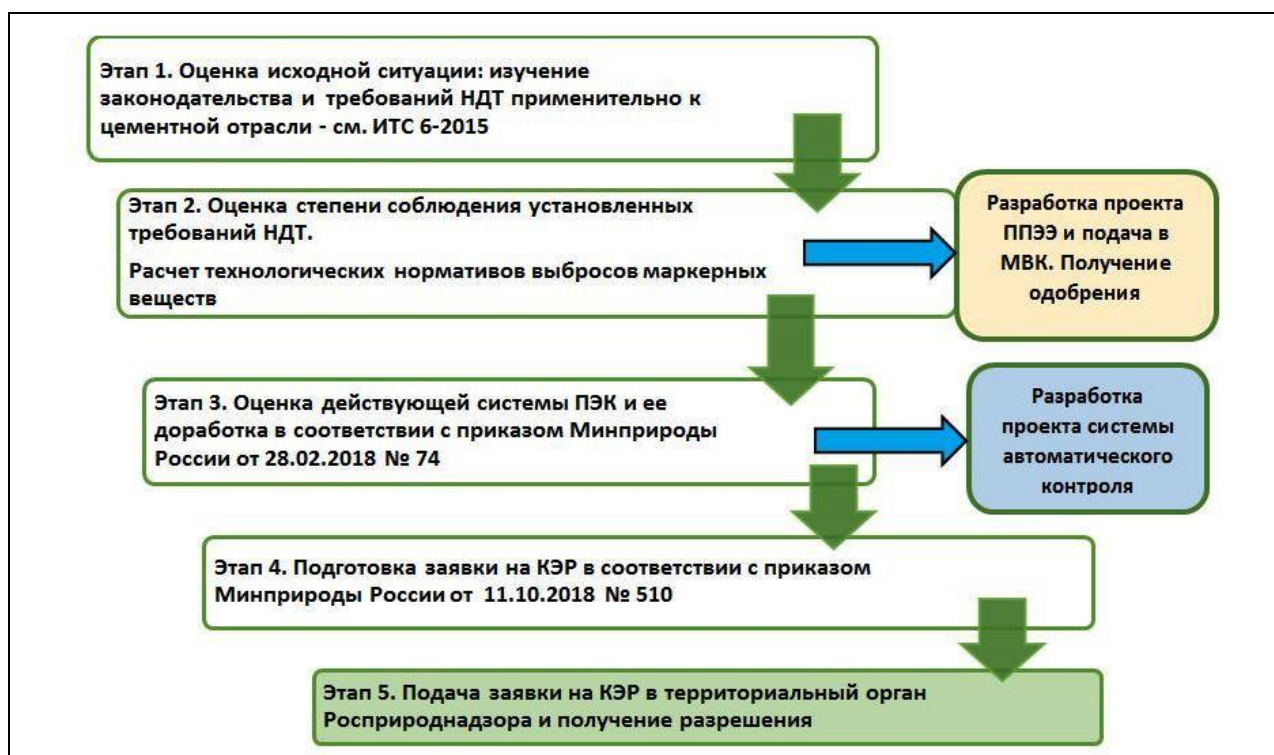 Этап 1. Оценка исходной ситуации: изучение
законодательства и требований НДТ применительно к
цементной отрасли - см. ИТС 6-2015
Этап 2. Оценка степени соблюдения установленных
требований НДТ.
Расчет технологических нормативов выбросов маркерных
веществ
Разработка проекта
ППЭЭ и подача в
МВК. Получение
одобрения
Этап 3. Оценка действующей системы ПЭК и ее
доработка в соответствии с приказом Минприроды
России от 28.02.2018 № 74
Разработка
проекта системы
автоматического
контроля
Этап 4. Подготовка заявки на КЭР в соответствии с приказом
Минприроды России от 11.10.2018 № 510
Этап 5. Подача заявки на КЭР в территориальный орган
Росприроднадзора и получение разрешения